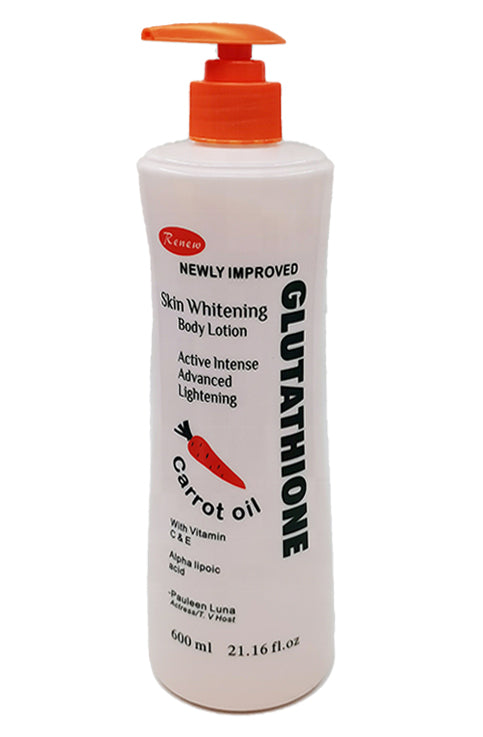 Renew
NEWLY IMPROVED
Skin Whitening
Body Lotion
GLUTATHIONE
Active Intense
Advanced
Lightening
Carrot oil
With Vitamin
C & E
Alpha lipoic
acid
-Pauleen Luna
Actress/T. V Host
600 ml 21.16 fl.oz